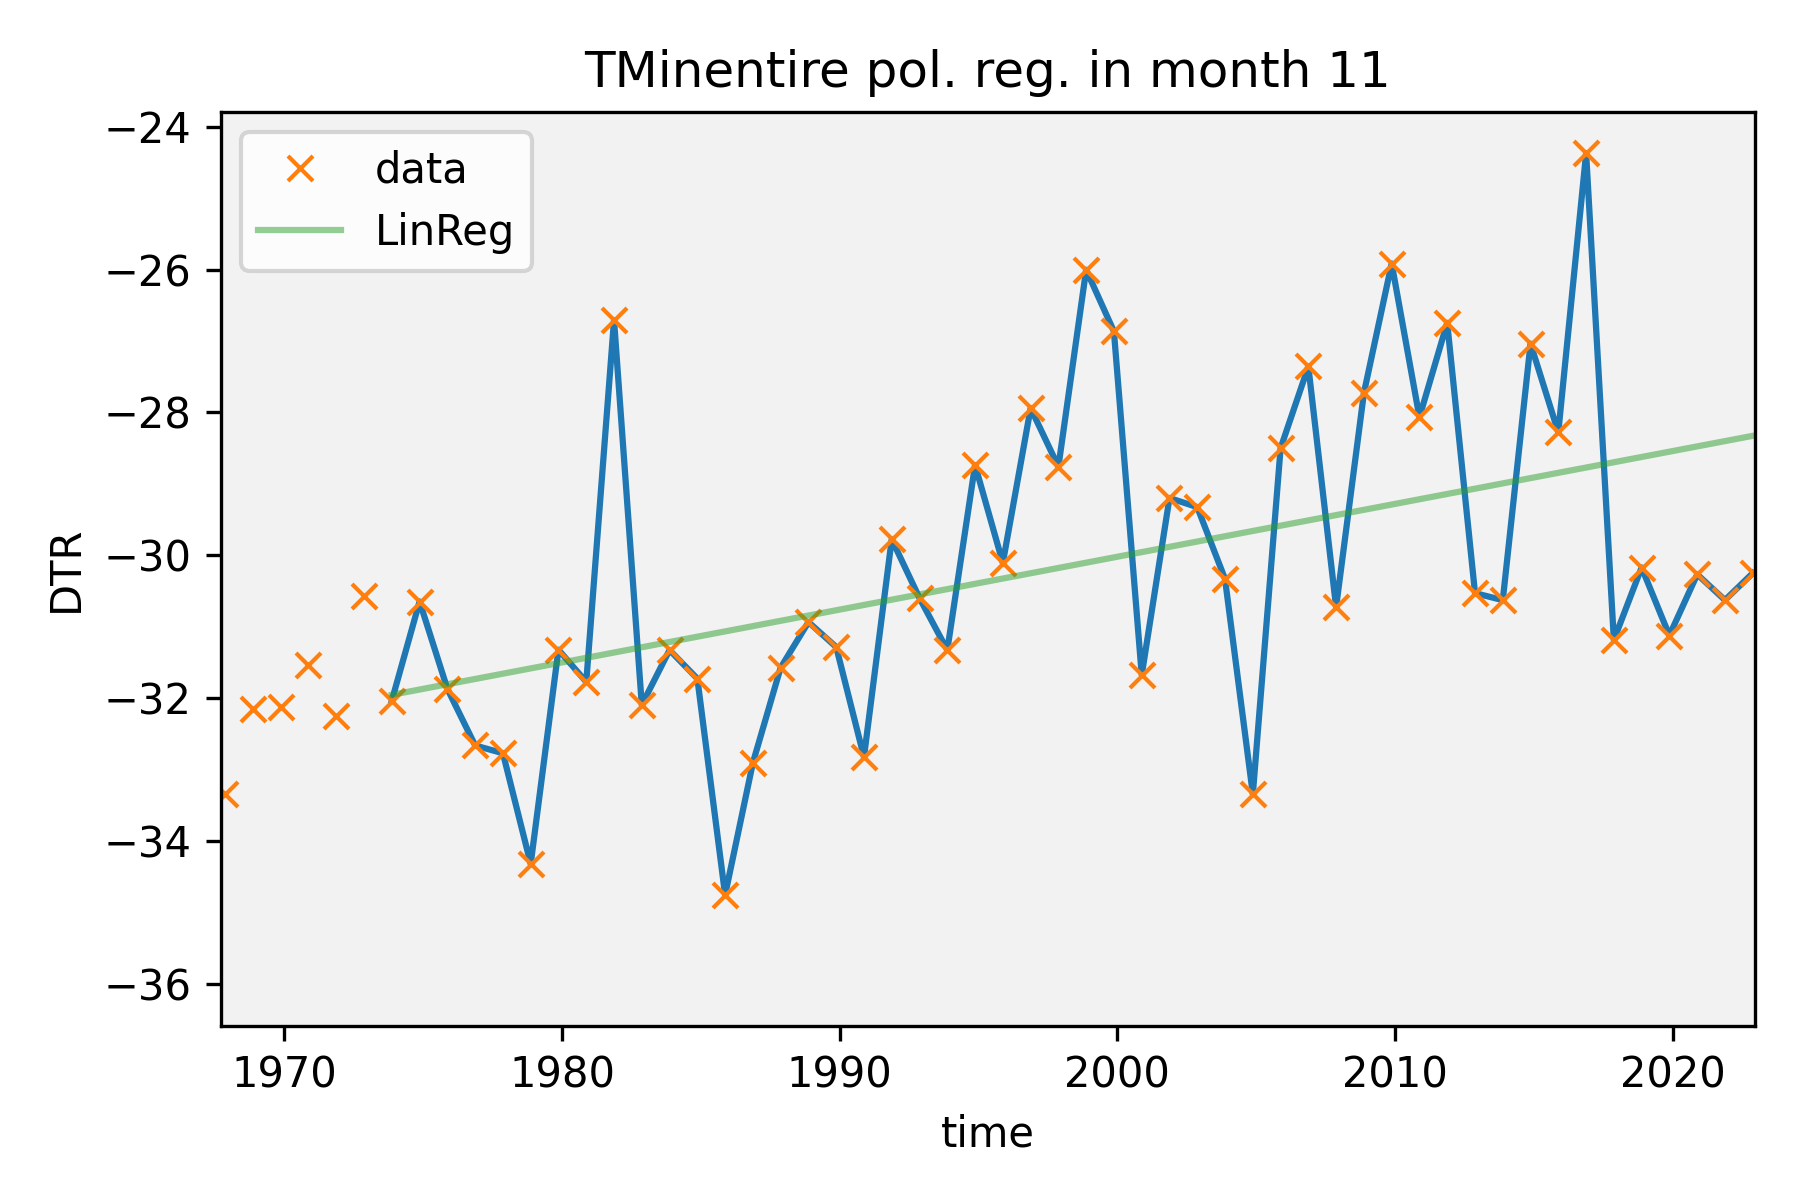 TMinentire pol. reg. in month 11
data
LinReg
−24
−26
−28
−30
−32
−34
−36
DTR
1970 1980 1990 2000 2010 2020
time